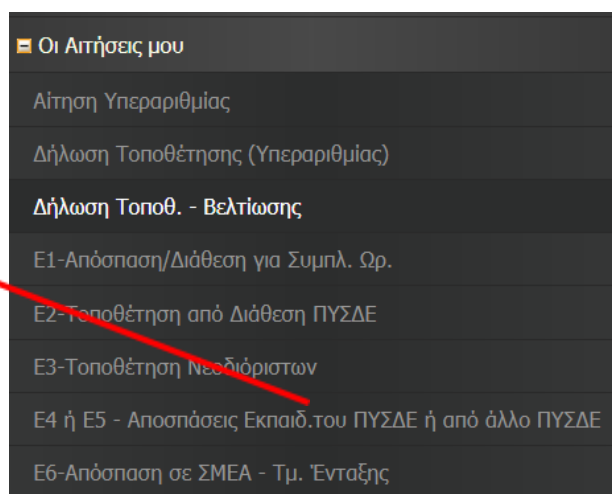 Οι Αιτήσεις μου
Αίτηση Υπεραριθμίας
Δήλωση Τοποθέτησης (Υπεραριθμίας)
Δήλωση Τοποθ. - Βελτίωσης
Ε1-Απόσπαση/Διάθεση για Συμπλ. Ωρ.
Ε2-Τοποθέτηση από Διάθεση ΠΥΣΔΕ
Ε3-Τοποθέτηση Νεοδιόριστων
Ε4 ή Ε5 - Αποσπάσεις Εκπαιδ.του ΠΥΣΔΕ ή από άλλο ΠΥΣΔΕ
Ε6-Απόσπαση σε ΣΜΕΑ - Τμ. Ένταξης